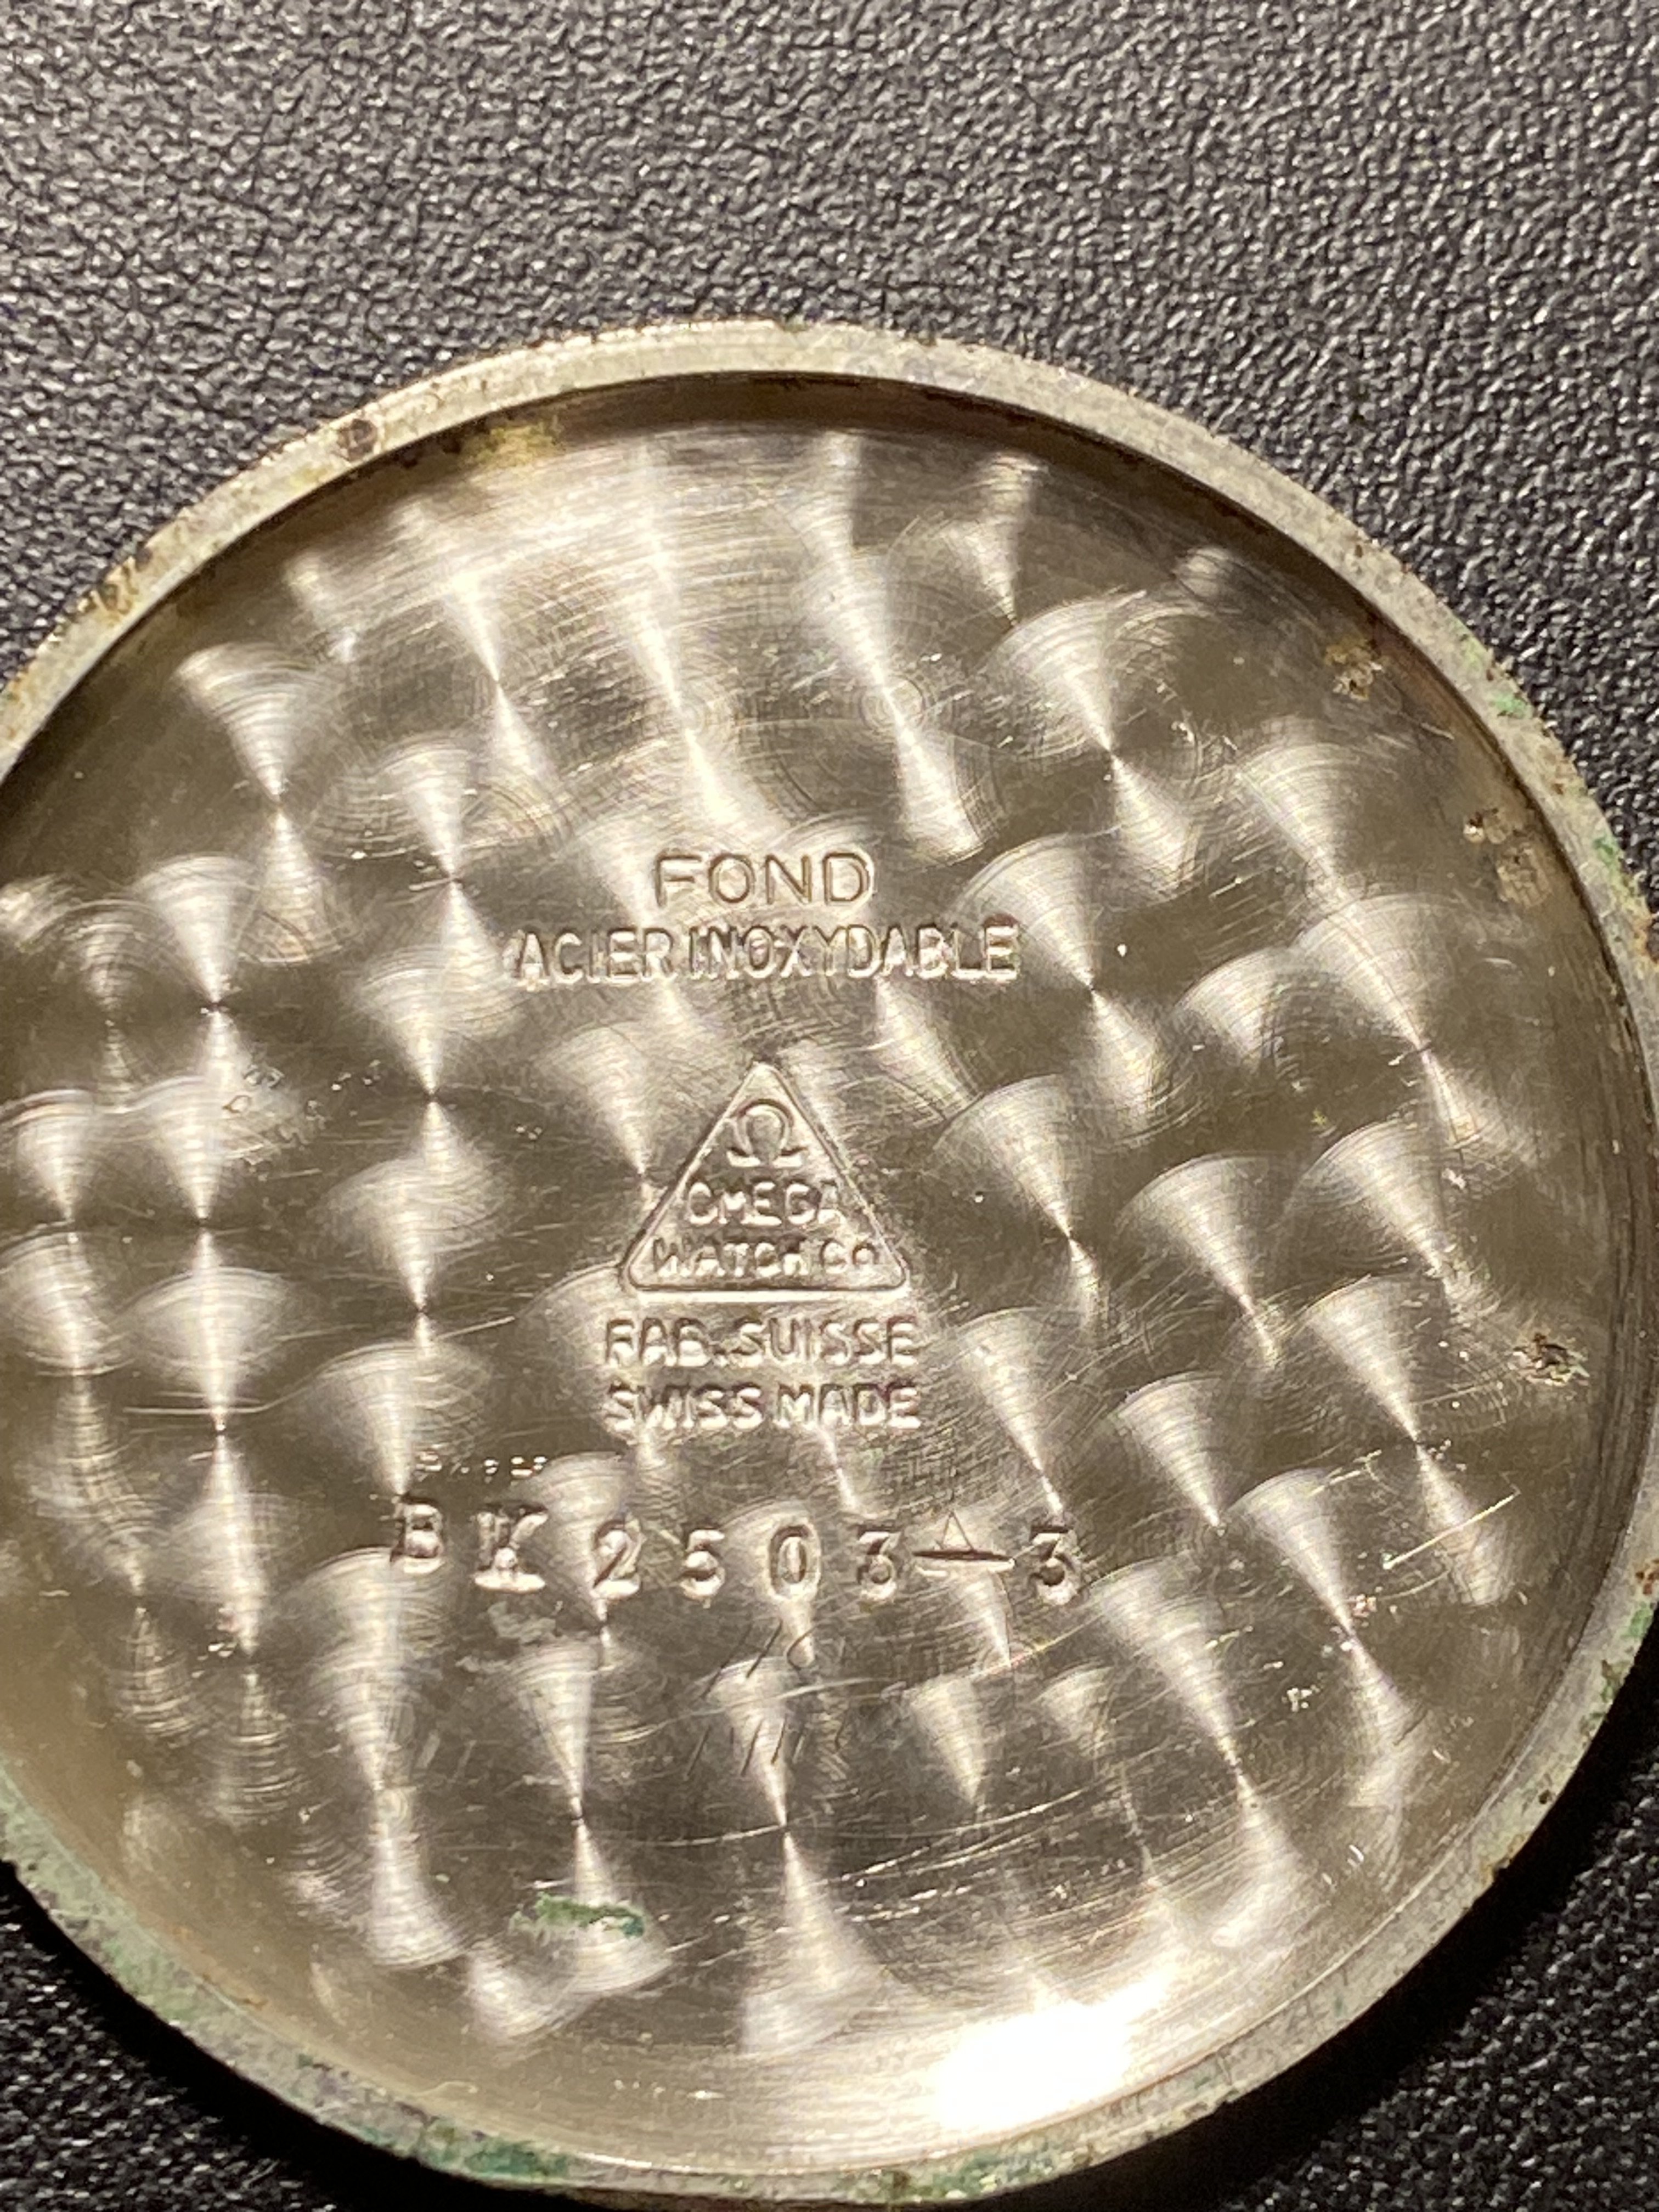 FOND
ACIER INOXYDABLE
Ω
OMEGA
WATCH Co
FAB. SUISSE
SWISS MADE
BK 2503-3